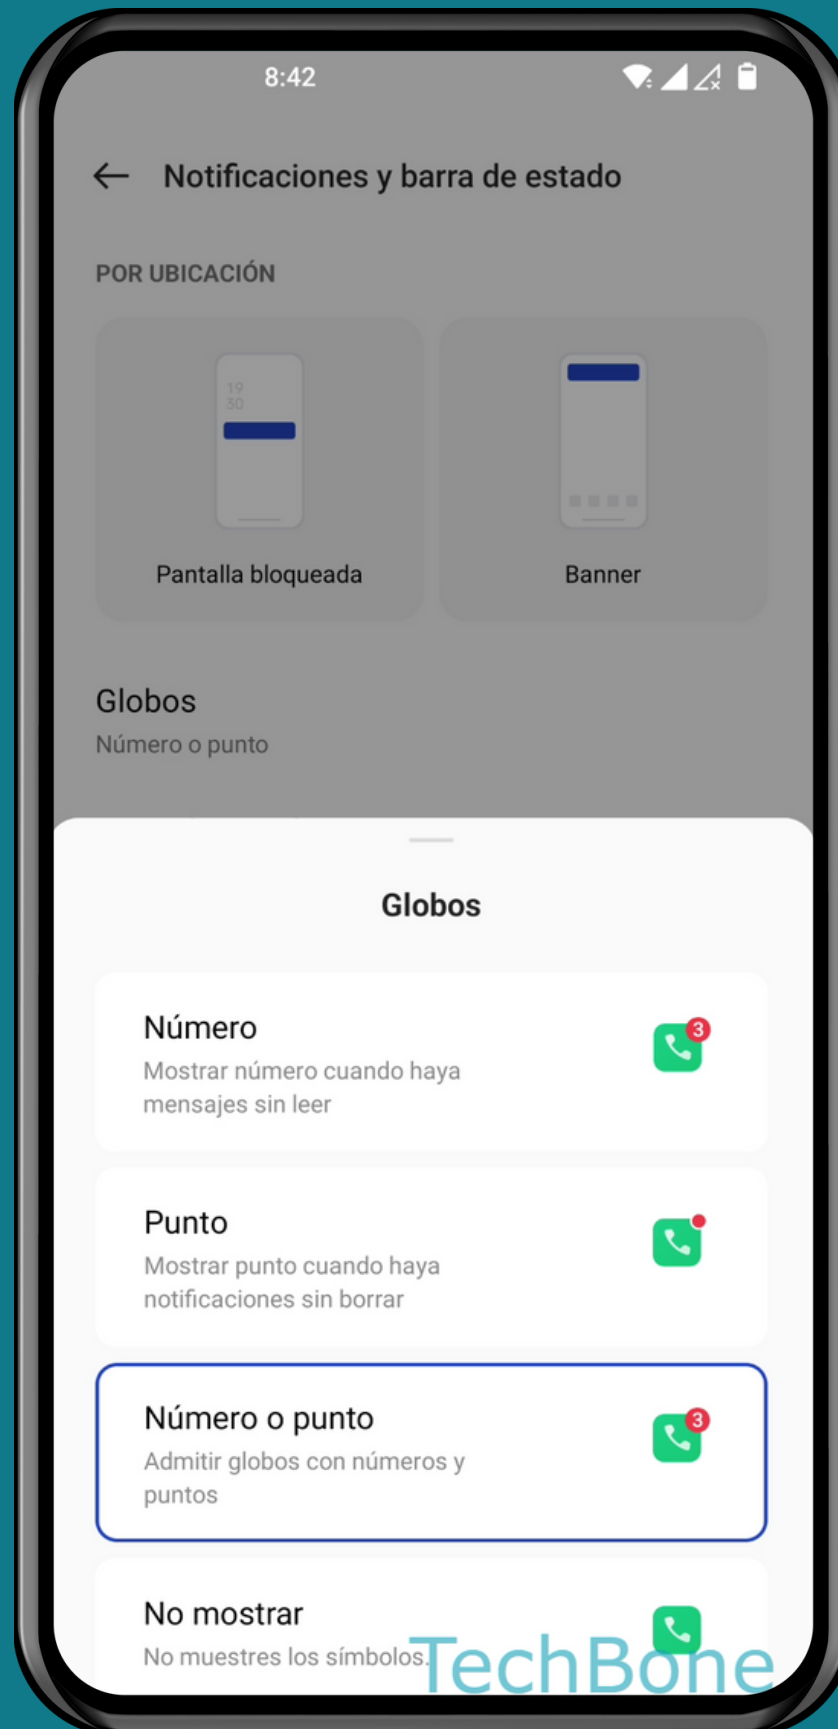 8:42
Notificaciones y barra de estado
POR UBICACIÓN
19
30
Pantalla bloqueada
Banner
Globos
Número o punto
Globos
Número
3
Mostrar número cuando haya
mensajes sin leer
Punto
Mostrar punto cuando haya
notificaciones sin borrar
Número o punto
3
Admitir globos con números y
puntos
No mostrar
No muestres los símbolos.
TechBone